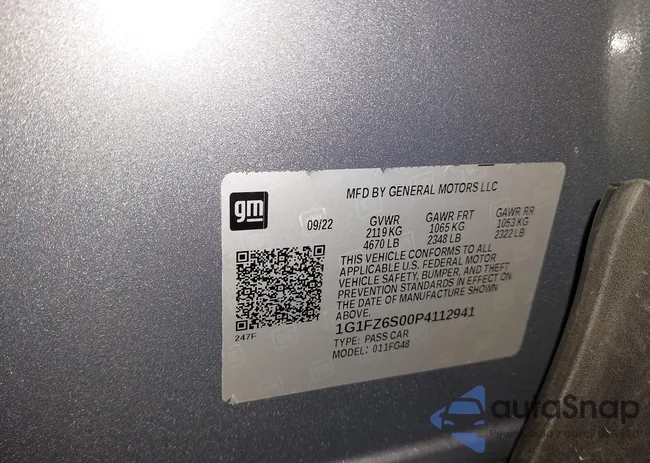 MFD BY GENERAL MOTORS LLC
gm
09/22
GVWR GAWR FRT GAWR RR
2119 KG 1065 KG 1053 KG
4670 LB 2348 LB 2322 LB
THIS VEHICLE CONFORMS TO ALL
APPLICABLE U.S. FEDERAL MOTOR
VEHICLE SAFETY, BUMPER, AND THEFT
PREVENTION STANDARDS IN EFFECT ON
THE DATE OF MANUFACTURE SHOWN
ABOVE.
1G1FZ6S00P4112941
247F
TYPE: PASS CAR
MODEL: 011FG48
autaSnap